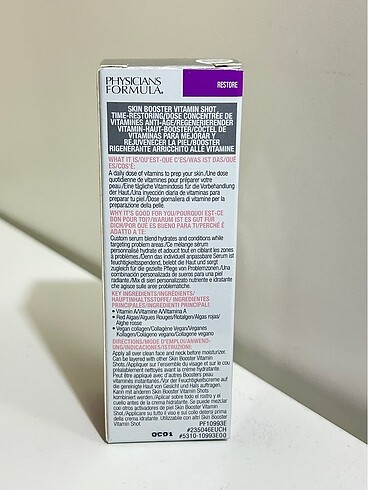 PHYSICIANS
FORMULA®
RESTORE
SKIN BOOSTER VITAMIN SHOT
TIME-RESTORING/DOSE CONCENTRÉE DE
VITAMINES ANTI-ÂGE/REGENERIERENDER
VITAMIN-HAUT-BOOSTER/CÓCTEL DE
VITAMINAS PARA MEJORAR Y
REJUVENECER LA PIEL/BOOSTER
RIGENERANTE ARRICCHITO ALLE VITAMINE
WHAT IT IS/QU'EST-QUE C'ES/WAS IST DAS/QUÉ
ES/COS'È:
A daily dose of vitamins to prep your skin./Une dose
quotidienne de vitamines pour préparer votre
peau./Eine tägliche Vitamindosis für die Vorbehandlung
der Haut./Una inyección diaria de vitaminas para
preparar tu piel./Dose giornaliera di vitamine per la
preparazione della pelle.
WHY IT'S GOOD FOR YOU/POURQUOI EST-CE
BON POUR TOI?/WARUM IST ES GUT FÜR
DICH/POR QUÉ ES BUENO PARA TI/PERCHÉ È
ADATTO A TE:
Custom serum blend hydrates and conditions while
targeting problem areas./Ce mélange sérum
personnalisé hydrate et adoucit tout en ciblant les zones
à problèmes./Denn das individuell anpassbare Serum ist
feuchtigkeitsspendend, belebt die Haut und sorgt
zugleich für die gezielte Pflege von Problemzonen./Una
combinación personalizada de sueros para una piel
radiante./Mix di sieri personalizzato nutriente e idratante
che agisce sulle aree problematiche.
KEY INGREDIENTS/INGREDIENTS/
HAUPTINHALTSSTOFFE/ INGREDIENTES
PRINCIPALES/INGREDIENTI PRINCIPALI
• Vitamin A/Vitamine A/Vitamina A
• Red Algae/Algues Rouges/Rotalgen/Algas rojas/
Alghe rosse
• Vegan collagen/Collagène Vegan/Veganes
Kollagen/Colágeno vegano/Collagene vegano
DIRECTIONS/MODE D'EMPLOI/ANWEND-
UNG/INDICACIONES/ISTRUZIONI:
Apply all over clean face and neck before moisturizer.
Can be layered with other Skin Booster Vitamin
Shots/Appliquer sur l'ensemble du visage et sur le cou
préalablement nettoyés avant la crème hydratante.
Peut être appliqué avec d'autres Boosters peau
vitamines instantanés./Vor der Feuchtigkeitscreme auf
die gereinigte Haut von Gesicht und Hals auftragen.
Kann mit anderen Skin Booster Vitamin Shots
kombiniert werden./Aplicar sobre todo el rostro y el
cuello antes de la crema hidratante. Se puede mezclar
con otros activadores de piel Skin Booster Vitamin
Shot./Applicare su tutto il viso e sul collo deterso prima
della crema idratante. Utilizzabile con altri Skin Booster
Vitamin Shot.
PF10993E
#235046EUCH
#5310-10993E00